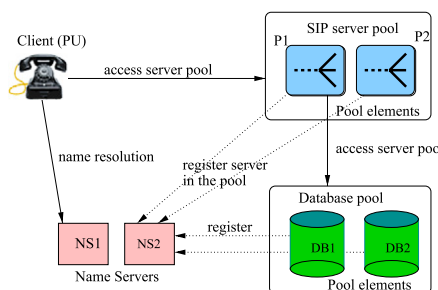 Client (PU)
SIP server pool
P1
P2
access server pool
Pool elements
name resolution
register server
in the pool
access server poo
Database pool
NS1
NS2
register
DB1
DB2
Name Servers
Pool elements